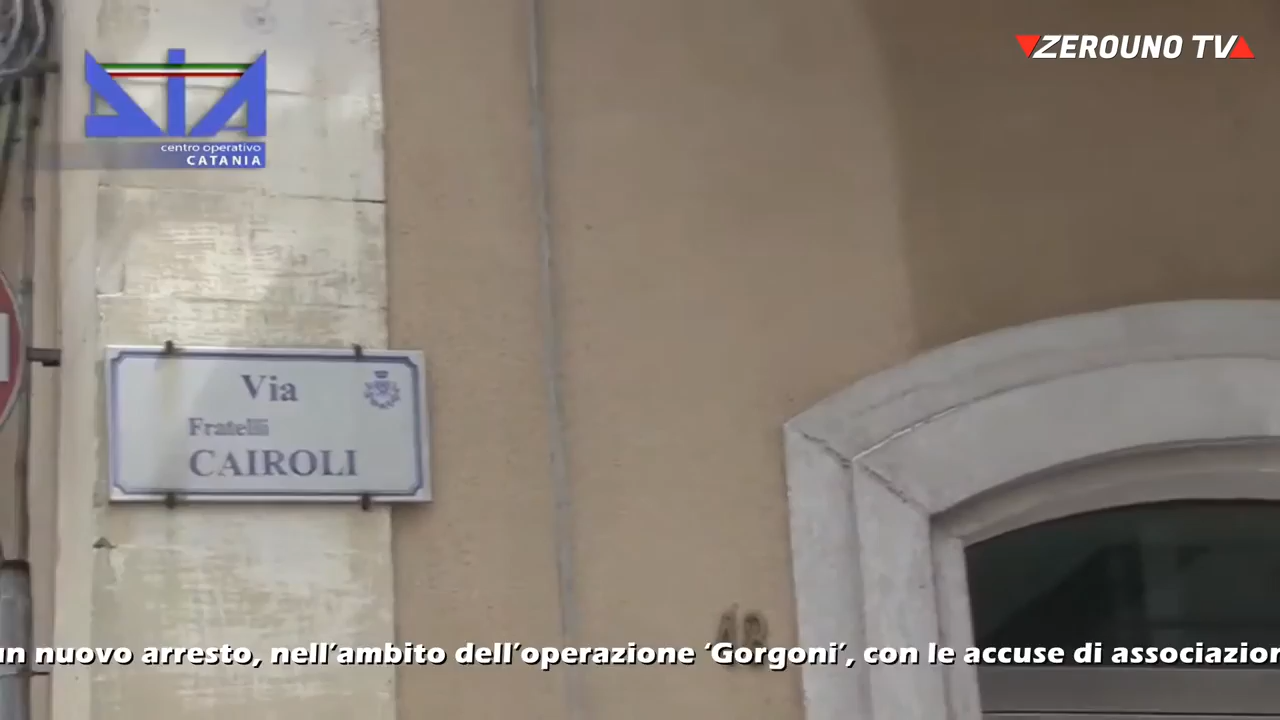 ZEROUNO TV
DIA
centro operativo
CATANIA
Via
Fratelli
CAIROLI
un nuovo arresto, nell'ambito dell'operazione ‘Gorgoni’, con le accuse di associazion